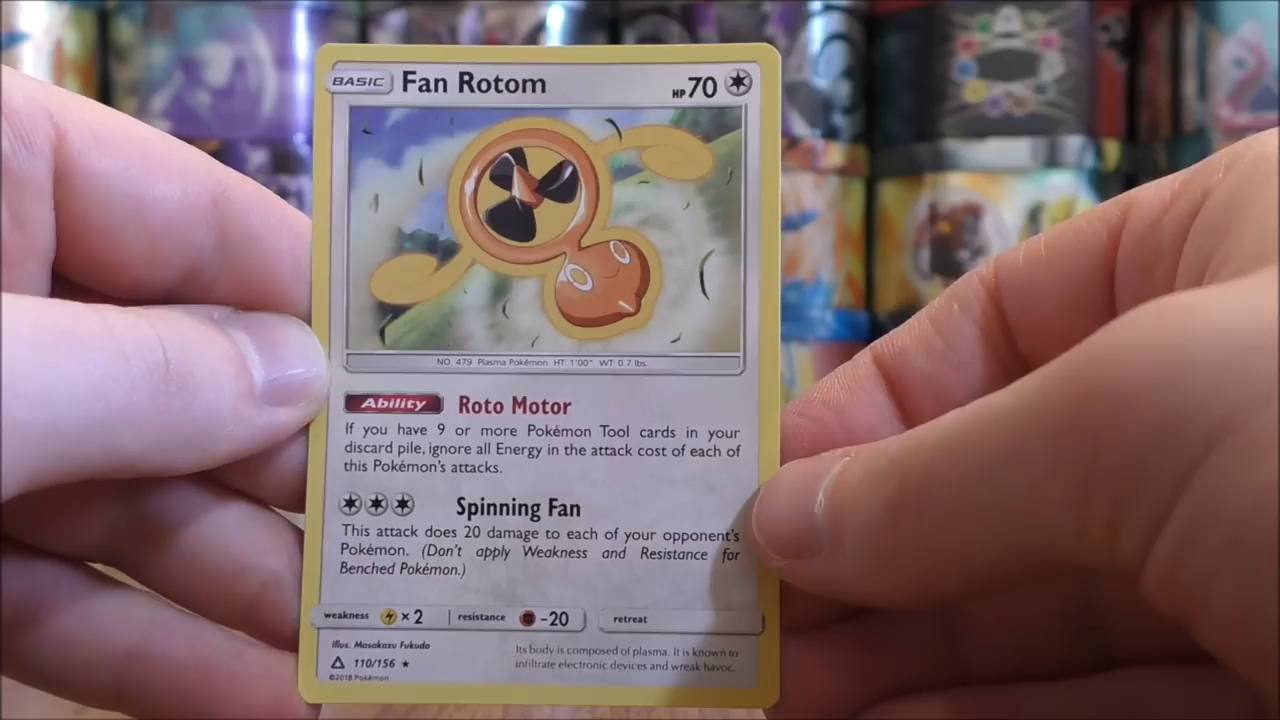 BASIC Fan Rotom HP 70
NO. 479 Plasma Pokémon HT 1'00" WT 0.7 lbs.
Ability Roto Motor
If you have 9 or more Pokémon Tool cards in your
discard pile, ignore all Energy in the attack cost of each of
this Pokémon's attacks.
Spinning Fan
This attack does 20 damage to each of your opponent's
Pokémon. (Don't apply Weakness and Resistance for
Benched Pokémon.)
weakness ×2 resistance -20 retreat
Illus. Masakazu Fukuda
110/156 ★
©2018 Pokémon
Its body is composed of plasma. It is known to
infiltrate electronic devices and wreak havoc.